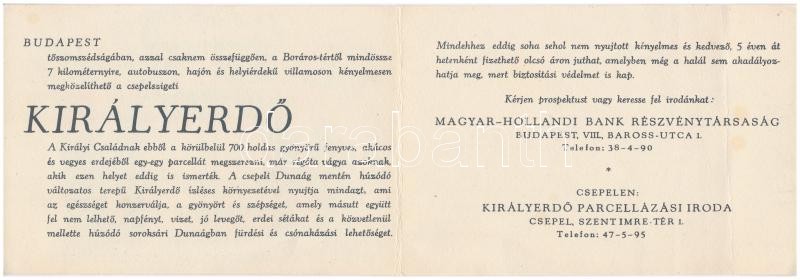 BUDAPEST
tőszomszédságában, azzal csaknem összefüggően, a Boráros-tértől mindössze
7 kilométernyire, autobuszon, hajón és helyiérdekű villamoson kényelmesen
megközelíthető a csepelszigeti
KIRÁLYERDŐ
A Királyi Családnak ebből a körülbelül 700 holdas gyönyörű fenyves, akácos
és vegyes erdejéből egy-egy parcellát megszerezni, már régóta vágya azoknak,
akik ezen helyet eddig is ismerték. A csepeli Dunaág mentén húzódó
változatos terepű Királyerdő ízléses környezetével nyujtja mindazt, ami
az egészséget konzerválja, a gyönyört és szépséget, amely másutt együtt
fel nem lelhető, napfényt, vizet, jó levegőt, erdei sétákat és a közvetlenül
mellette húzódó soroksári Dunaágban fürdési és csónakázási lehetőséget.
Mindehhez eddig soha sehol nem nyujtott kényelmes és kedvező, 5 éven át
hetenként fizethető olcsó áron juthat, amelyben még a halál sem akadályoz-
hatja meg, mert biztosítási védelmet is kap.
Kérjen prospektust vagy keresse fel irodánkat:
MAGYAR-HOLLANDI BANK RÉSZVÉNYTÁRSASÁG
BUDAPEST, VIII, BAROSS-UTCA 1.
Telefon: 38-4-90
*
CSEPELEN:
KIRÁLYERDŐ PARCELLÁZÁSI IRODA
CSEPEL, SZENT IMRE-TÉR 1.
Telefon: 47-5-95